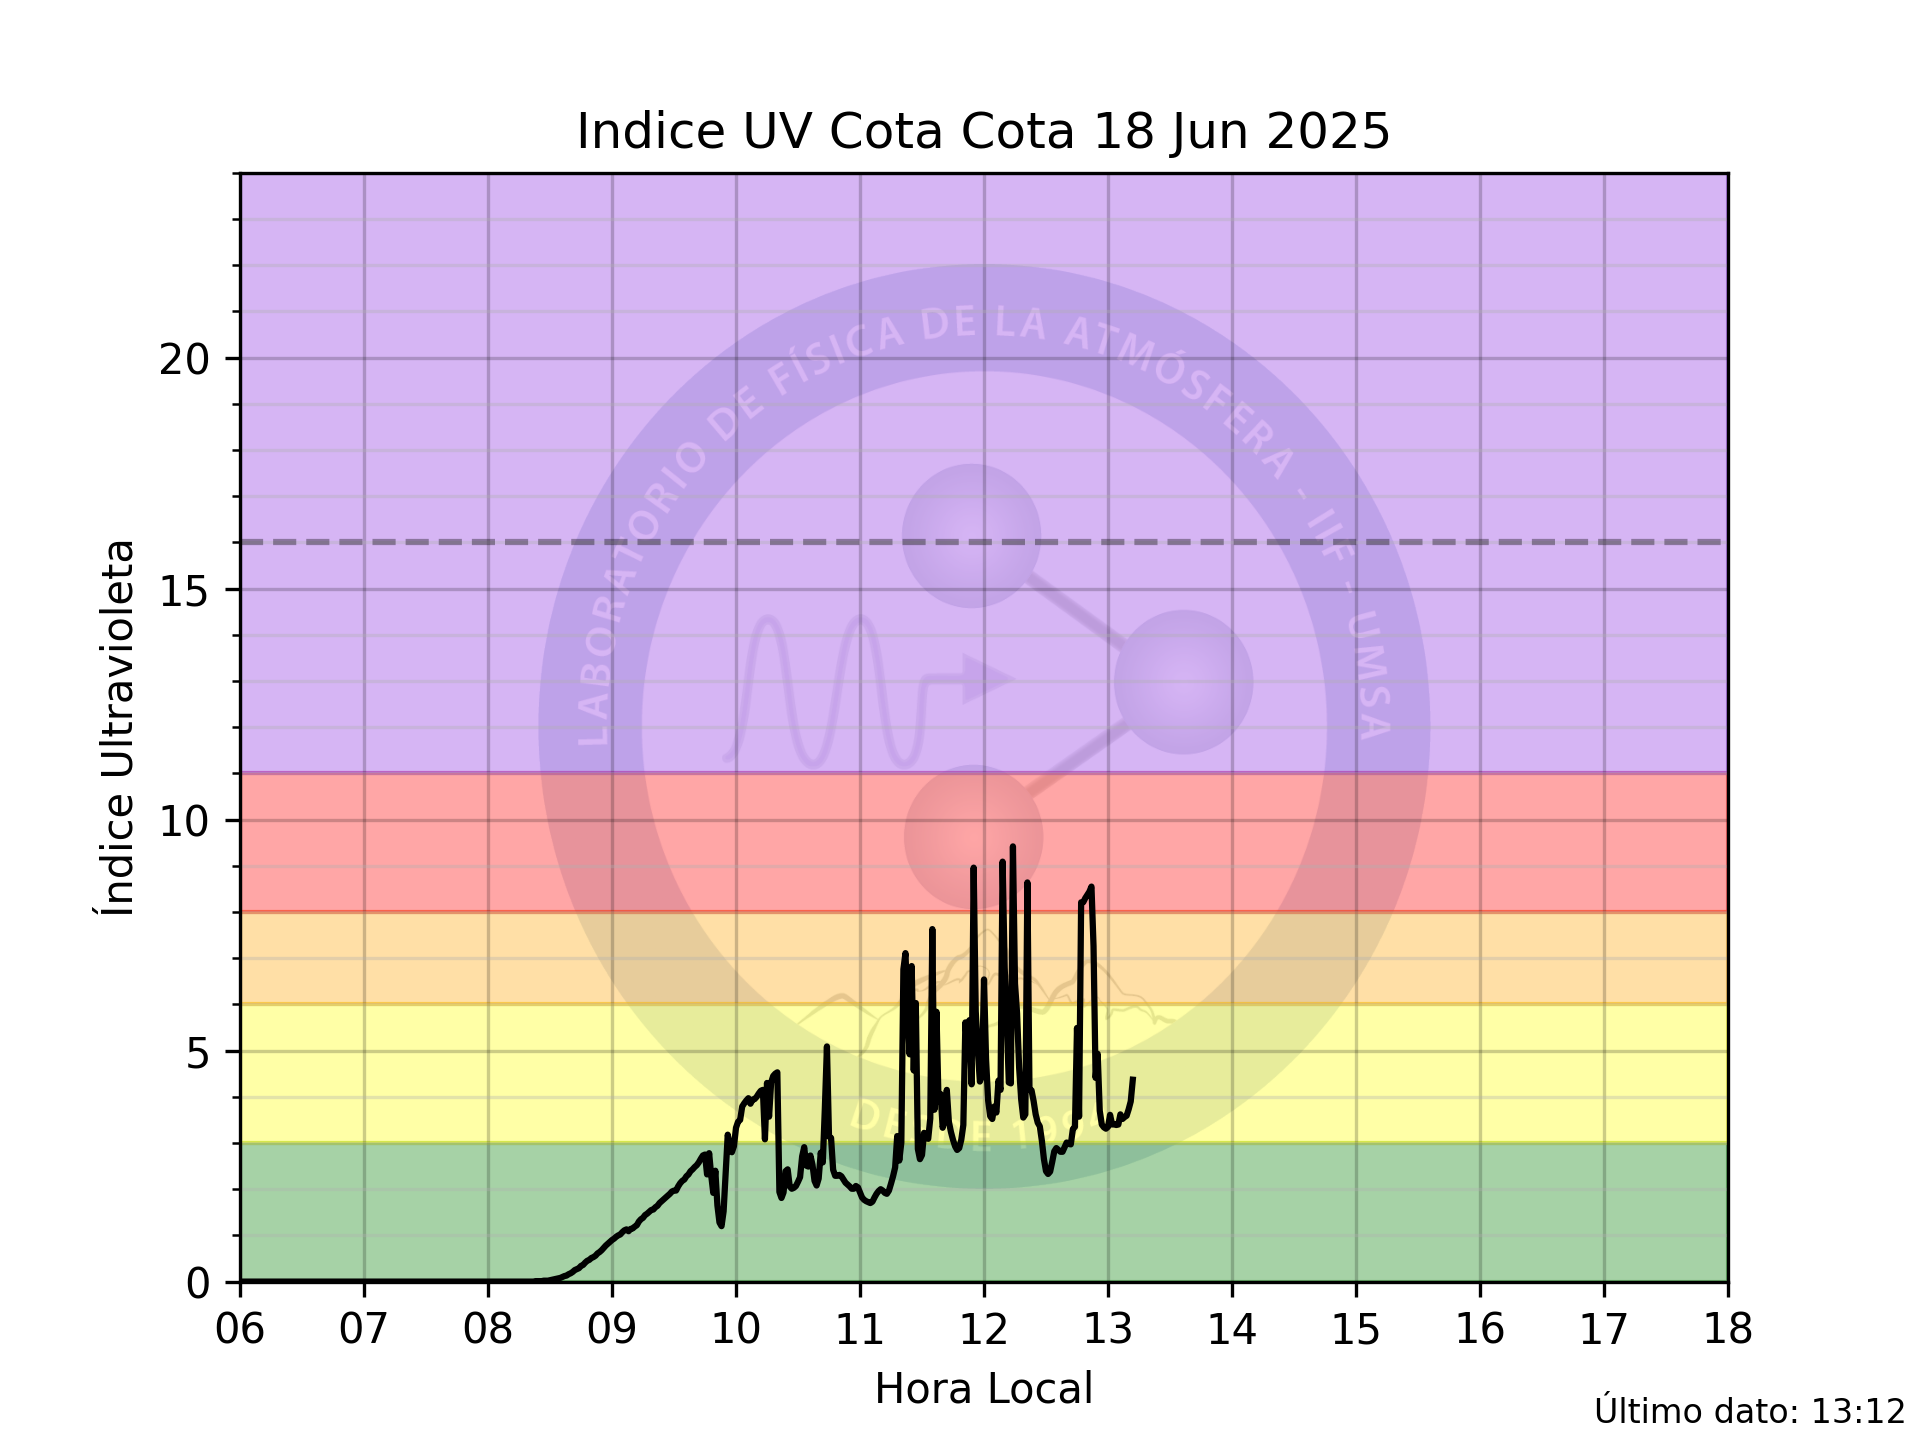 Indice UV Cota Cota 18 Jun 2025
LABORATORIO DE FÍSICA DE LA ATMÓSFERA - IIF - UMSA
20
15
10
5
0
Índice Ultravioleta
06 07 08 09 10 11 12 13 14 15 16 17 18
Hora Local
Último dato: 13:12